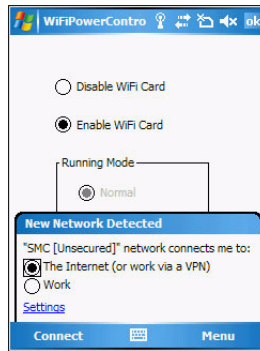 WiFiPowerContro
ok
Disable WiFi Card
Enable WiFi Card
Running Mode
Normal
New Network Detected
"SMC [Unsecured]" network connects me to:
The Internet (or work via a VPN)
Work
Settings
Connect
Menu